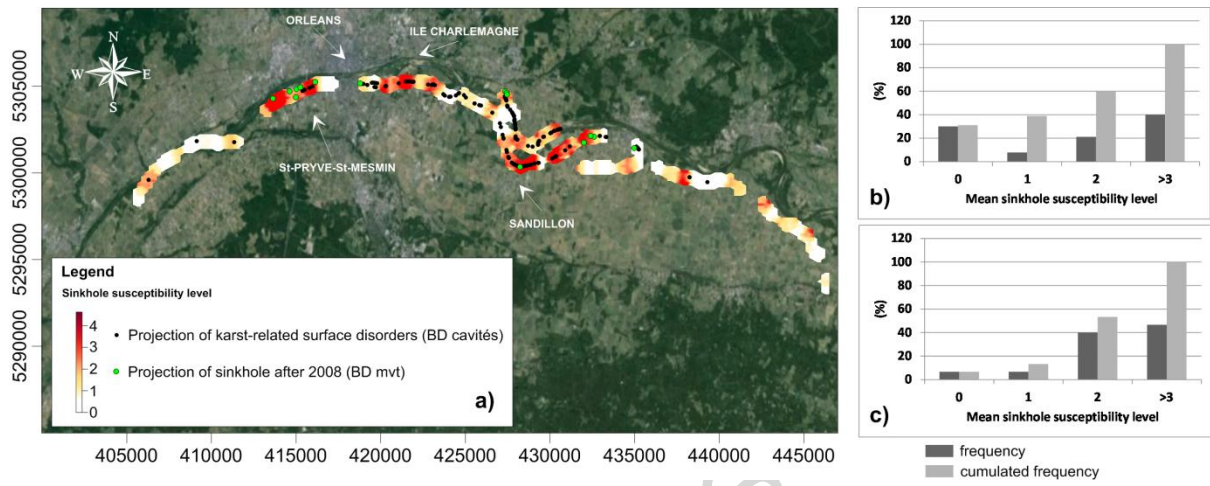 ORLEANS
ILE CHARLEMAGNE
N
W E
S
St-PRYVE-St-MESMIN
SANDILLON
5305000
5300000
5295000
5290000
Legend
Sinkhole susceptibility level
4
3
2
1
0
Projection of karst-related surface disorders (BD cavités)
Projection of sinkhole after 2008 (BD mvt)
a)
405000 410000 415000 420000 425000 430000 435000 440000 445000
120
100
80
60
40
20
0
(%)
0 1 2 >3
Mean sinkhole susceptibility level
b)
120
100
80
60
40
20
0
(%)
0 1 2 >3
Mean sinkhole susceptibility level
c)
frequency
cumulated frequency